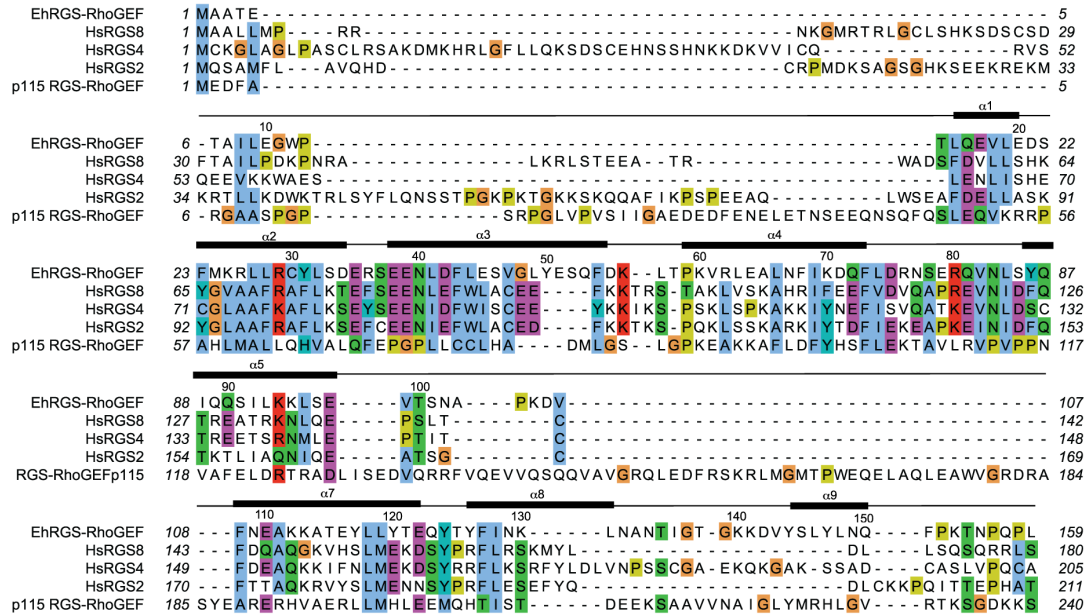 EhRGS-RhoGEF 1 MAATE-------------------------------------------------------------- 5
HsRGS8 1 MAALLMP----RR----------------------------------NKGMRTRLGCLSHKSDSCSD 29
HsRGS4 1 MCKGLAGLPASCLRSAKDMKHRLGFLLQKSDSCEHNSSHNKKDKVVICQ---------------RVS 52
HsRGS2 1 MQSAMFL---AVQHD-------------------------------CRPMDKSAGSGHKSEEKREKM 33
p115 RGS-RhoGEF 1 MEDFA-------------------------------------------------------------- 5
α1
10 20
EhRGS-RhoGEF 6 -TAILEGWP-------------------------------------------------TLQEVLEDS 22
HsRGS8 30 FTAILPDKPNRA--------------LKRLSTEEA--TR----------------WADSFDVLLSHK 64
HsRGS4 53 QEEVKKWAES-------------------------------------------------LENLISHE 70
HsRGS2 34 KRTLLKDWKTRLSYFLQNSSTPGKPKTGKKSKQQAFIKPSPEEAQ---------LWSEAFDELLASK 91
p115 RGS-RhoGEF 6 -RGAASPGP---------------SRPGLVPVSIIGAEDEDFENELETNSEEQNSQFQSLEQVKRRP 56
α2 α3 α4
30 40 50 60 70 80
EhRGS-RhoGEF 23 FMKRLLRCYLSDERSEENLDFLESVGLYESQFDK--LTPKVRLEALNFIKDQFLDRNSERQVNLSYQ 87
HsRGS8 65 YGVAAFRAFLKTEFSEENLEFWLACEE----FKKTRS-TAKLVSKAHRIFEEFVDVQAPREVNIDFQ 126
HsRGS4 71 CGLAAFKAFLKSEYSEENIDFWISCEE----YKKIKS-PSKLSPKAKKIYNEFISVQATKEVNLDSC 132
HsRGS2 92 YGLAAFRAFLKSEFCEENIEFWLACED----FKKTKS-PQKLSSKARKIYTDFIEKEAPKEINIDFQ 153
p115 RGS-RhoGEF 57 AHLMALLQHVALQFEPGPLLCCLHA----DMLGS--LGPKEAKKAFLDFYHSFLEKTAVLRVPVPPN 117
α5
90 100
EhRGS-RhoGEF 88 IQQSILKKLSE-----VTSNA----PKDV-------------------------------------- 107
HsRGS8 127 TREATRKNLQE-----PSLT--------C-------------------------------------- 142
HsRGS4 133 TREETSRNMLE-----PTIT--------C-------------------------------------- 148
HsRGS2 154 TKTLIAQNIQE-----ATSG--------C-------------------------------------- 169
RGS-RhoGEFp115 118 VAFELDRTRADLISEDVQRRFVQEVVQSQQVAVGRQLEDFRSKRLMGMTPWEQELAQLEAWVGRDRA 184
α7 α8 α9
110 120 130 140 150
EhRGS-RhoGEF 108 ---FNEAKKATEYLLYTEQYTYFINK-------LNANTIGTGKKDVYSLYLNQ-----FPKTNPQPL 159
HsRGS8 143 ---FDQAQGKVHSLMEKDSYPRFLRSKMYL---------------------DL-----LSQSQRRLS 180
HsRGS4 149 ---FDEAQKKIFNLMEKDSYRRFLKSRFYLDLVNPSSCGA-EKQKGAK-SSAD-----CASLVPQCA 205
HsRGS2 170 ---FTTAQKRVYSLMENNSYPRFLESEFYQ----------------------DLCKKPQITTEPHAT 211
p115 RGS-RhoGEF 185 SYEARERHVAERLLMHLEEMQHTIST-------DEEKSAAVVNAIGLYMRHLGV----RTKSGDKKS 240